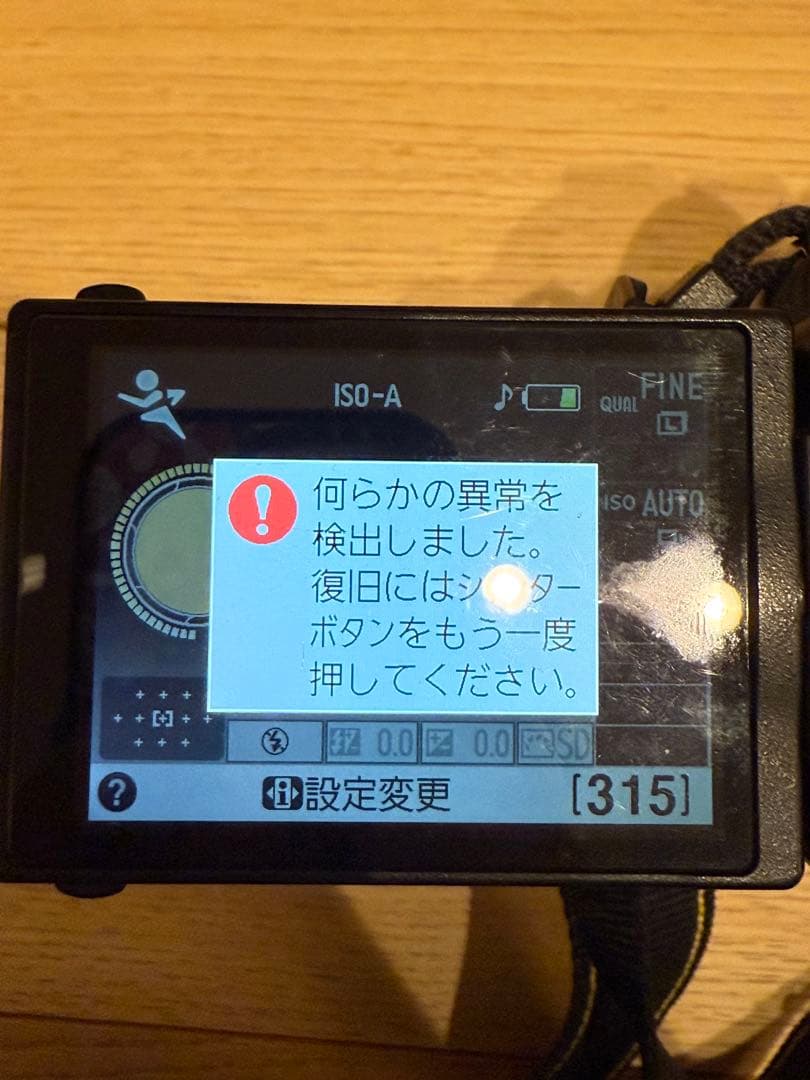 ISO-A
QUAL FINE
L
ISO AUTO
何らかの異常を
検出しました。
復旧にはシャッター
ボタンをもう一度
押してください。
0.0
0.0
SD
? i 設定変更 [315]